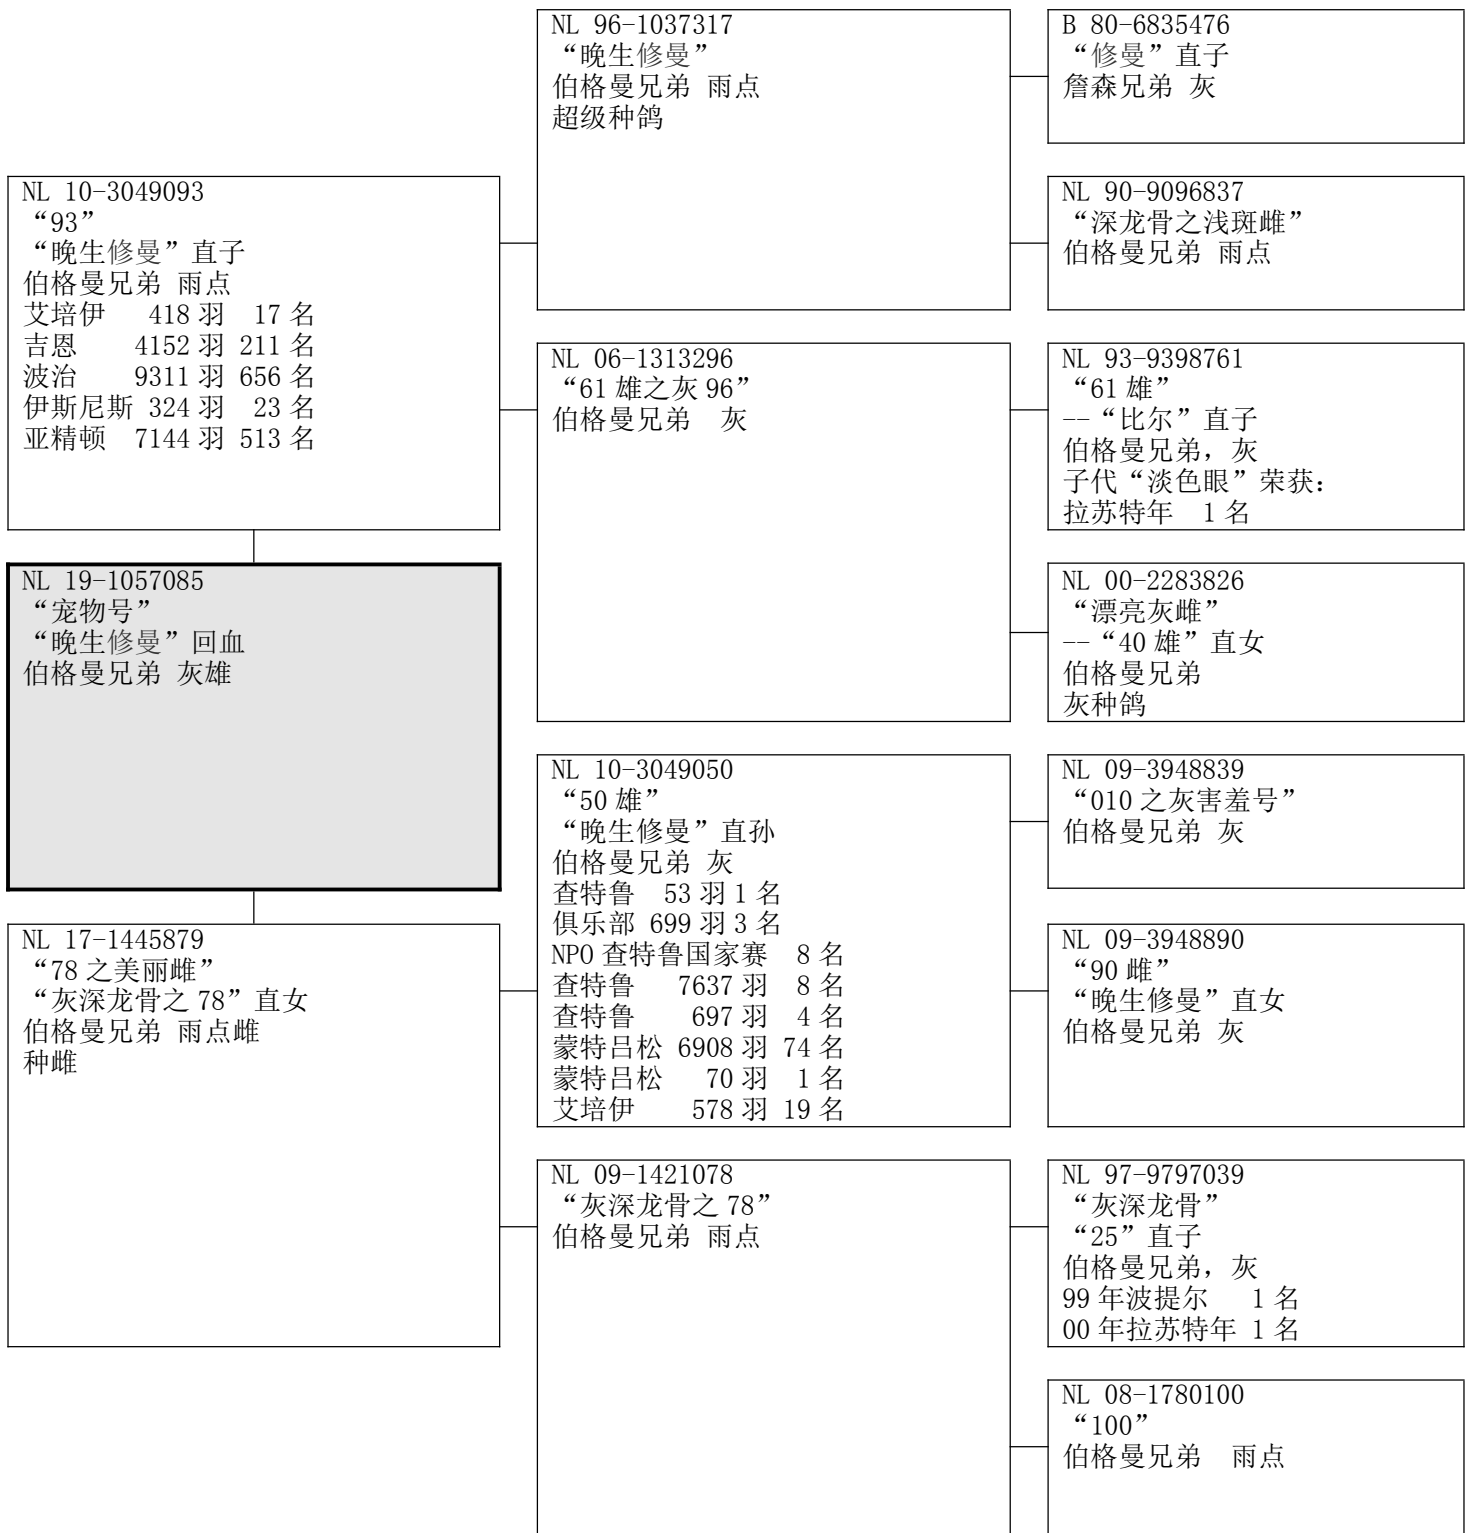 NL 96-1037317
“晚生修曼”
伯格曼兄弟 雨点
超级种鸽
B 80-6835476
“修曼”直子
詹森兄弟 灰
NL 90-9096837
“深龙骨之浅斑雌”
伯格曼兄弟 雨点
NL 10-3049093
“93”
“晚生修曼”直子
伯格曼兄弟 雨点
艾培伊 418 羽 17 名
吉恩 4152 羽 211 名
波治 9311 羽 656 名
伊斯尼斯 324 羽 23 名
亚精顿 7144 羽 513 名
NL 06-1313296
“61 雄之灰 96”
伯格曼兄弟 灰
NL 93-9398761
“61 雄”
--“比尔”直子
伯格曼兄弟，灰
子代“淡色眼”荣获：
拉苏特年 1 名
NL 00-2283826
“漂亮灰雌”
--“40 雄”直女
伯格曼兄弟
灰种鸽
NL 19-1057085
“宠物号”
“晚生修曼”回血
伯格曼兄弟 灰雄
NL 10-3049050
“50 雄”
“晚生修曼”直孙
伯格曼兄弟 灰
查特鲁 53 羽 1 名
俱乐部 699 羽 3 名
NPO 查特鲁国家赛 8 名
查特鲁 7637 羽 8 名
查特鲁 697 羽 4 名
蒙特吕松 6908 羽 74 名
蒙特吕松 70 羽 1 名
艾培伊 578 羽 19 名
NL 09-3948839
“010 之灰害羞号”
伯格曼兄弟 灰
NL 09-3948890
“90 雌”
“晚生修曼”直女
伯格曼兄弟 灰
NL 17-1445879
“78 之美丽雌”
“灰深龙骨之 78”直女
伯格曼兄弟 雨点雌
种雌
NL 09-1421078
“灰深龙骨之 78”
伯格曼兄弟 雨点
NL 97-9797039
“灰深龙骨”
“25”直子
伯格曼兄弟，灰
99 年波提尔 1 名
00 年拉苏特年 1 名
NL 08-1780100
“100”
伯格曼兄弟 雨点